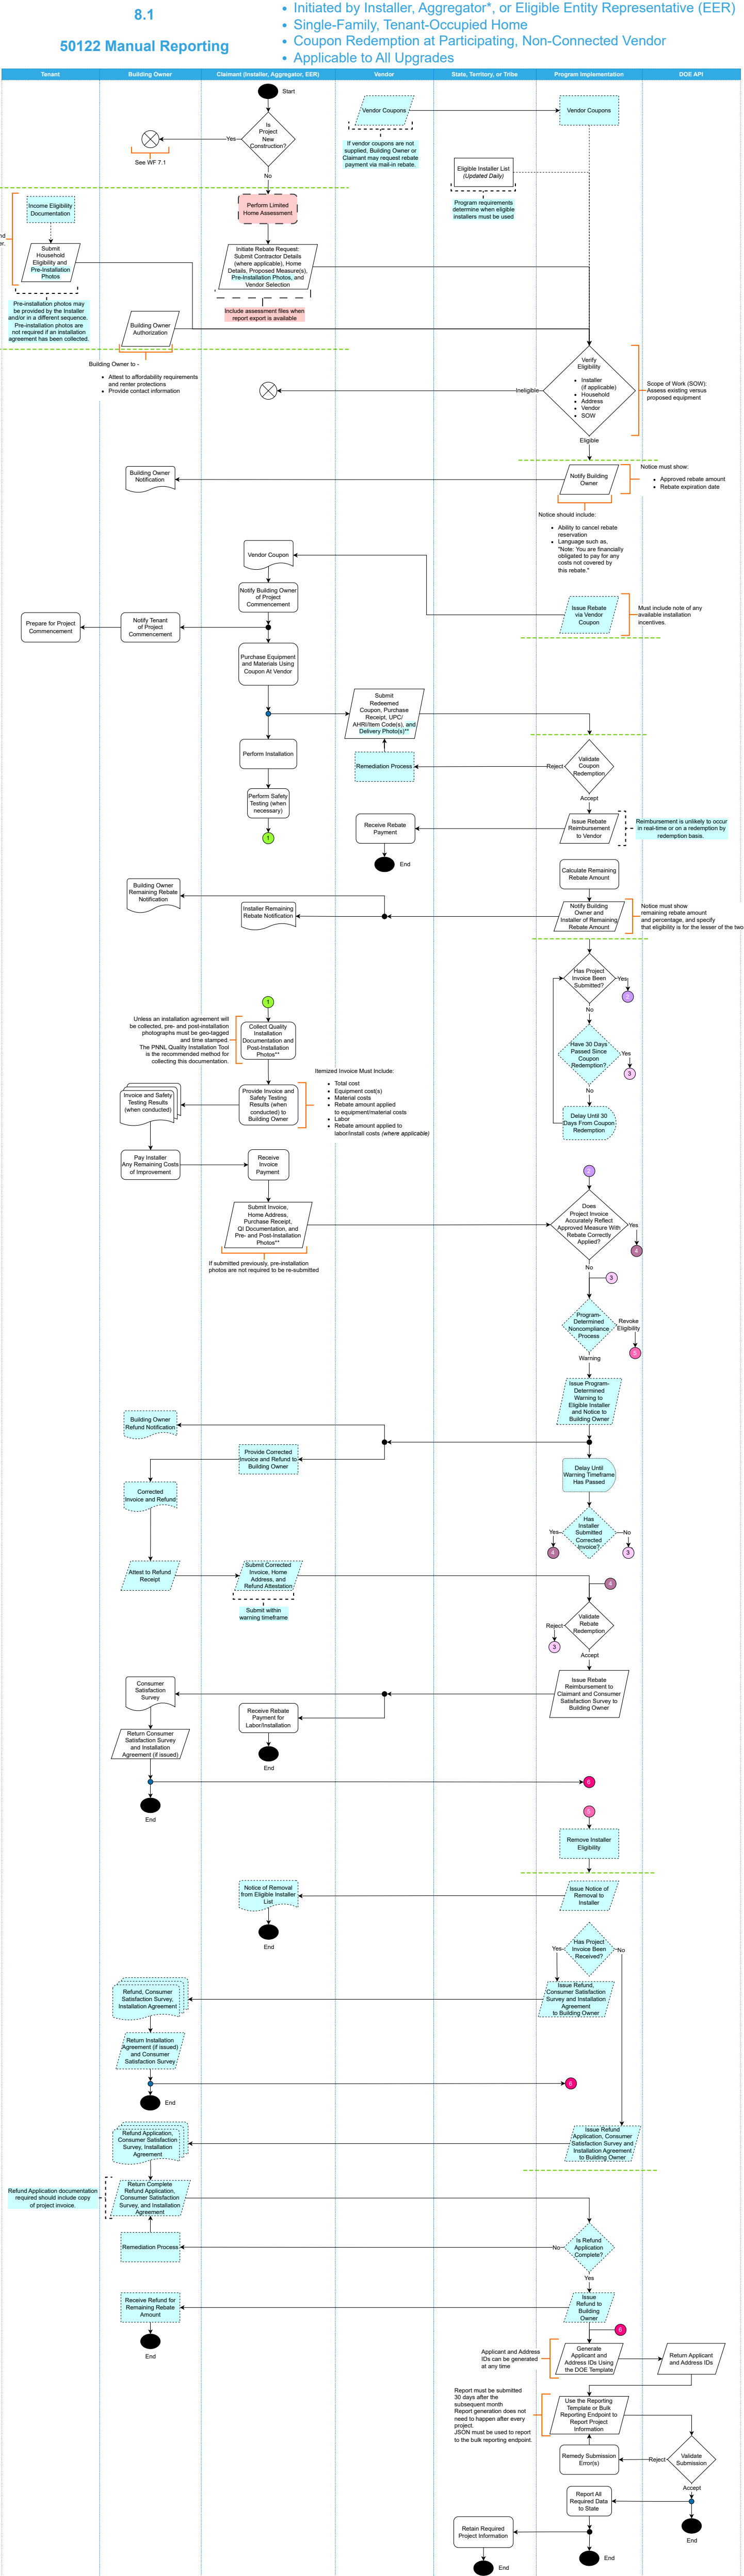 8.1
50122 Manual Reporting
• Initiated by Installer, Aggregator*, or Eligible Entity Representative (EER)
• Single-Family, Tenant-Occupied Home
• Coupon Redemption at Participating, Non-Connected Vendor
• Applicable to All Upgrades
Tenant
Building Owner
Claimant (Installer, Aggregator, EER)
Vendor
State, Territory, or Tribe
Program Implementation
DOE API
Start
Is
Project
New
Construction?
Yes
See WF 7.1
No
Vendor Coupons
Vendor Coupons
If vendor coupons are not
supplied, Building Owner or
Claimant may request rebate
payment via mail-in rebate.
Eligible Installer List
(Updated Daily)
Program requirements
determine when eligible
installers must be used
Income Eligibility
Documentation
nd
er.
Submit
Household
Eligibility and
Pre-Installation
Photos
Pre-installation photos may
be provided by the Installer
and/or in a different sequence.
Pre-installation photos are
not required if an installation
agreement has been collected.
Perform Limited
Home Assessment
Initiate Rebate Request:
Submit Contractor Details
(where applicable), Home
Details, Proposed Measure(s),
Pre-Installation Photos, and
Vendor Selection
Include assessment files when
report export is available
Building Owner
Authorization
Building Owner to -
• Attest to affordability requirements
and renter protections
• Provide contact information
Verify
Eligibility
• Installer
(if applicable)
• Household
• Address
• Vendor
• SOW
Ineligible
Eligible
Scope of Work (SOW):
Assess existing versus
proposed equipment
Building Owner
Notification
Notify Building
Owner
Notice must show:
• Approved rebate amount
• Rebate expiration date
Notice should include:
• Ability to cancel rebate
reservation
• Language such as,
"Note: You are financially
obligated to pay for any
costs not covered by
this rebate."
Vendor Coupon
Notify Building Owner
of Project
Commencement
Issue Rebate
via Vendor
Coupon
Must include note of any
available installation
incentives.
Prepare for Project
Commencement
Notify Tenant
of Project
Commencement
Purchase Equipment
and Materials Using
Coupon At Vendor
Submit
Redeemed
Coupon, Purchase
Receipt, UPC/
AHRI/Item Code(s), and
Delivery Photo(s)**
Perform Installation
Remediation Process
Reject
Validate
Coupon
Redemption
Accept
Perform Safety
Testing (when
necessary)
1
Receive Rebate
Payment
End
Issue Rebate
Reimbursement
to Vendor
Reimbursement is unlikely to occur
in real-time or on a redemption by
redemption basis.
Calculate Remaining
Rebate Amount
Building Owner
Remaining Rebate
Notification
Installer Remaining
Rebate Notification
Notify Building
Owner and
Installer of Remaining
Rebate Amount
Notice must show
remaining rebate amount
and percentage, and specify
that eligibility is for the lesser of the two
Has Project
Invoice Been
Submitted?
Yes
2
No
1
Unless an installation agreement will
be collected, pre- and post-installation
photographs must be geo-tagged
and time stamped.
The PNNL Quality Installation Tool
is the recommended method for
collecting this documentation.
Collect Quality
Installation
Documentation and
Post-Installation
Photos**
Have 30 Days
Passed Since
Coupon
Redemption?
Yes
3
No
Invoice and Safety
Testing Results
(when conducted)
Provide Invoice and
Safety Testing
Results (when
conducted) to
Building Owner
Itemized Invoice Must Include:
• Total cost
• Equipment cost(s)
• Material costs
• Rebate amount applied
to equipment/material costs
• Labor
• Rebate amount applied to
labor/install costs (where applicable)
Delay Until 30
Days From Coupon
Redemption
Pay Installer
Any Remaining Costs
of Improvement
Receive
Invoice
Payment
2
Submit Invoice,
Home Address,
Purchase Receipt,
QI Documentation, and
Pre- and Post-Installation
Photos**
If submitted previously, pre-installation
photos are not required to be re-submitted
Does
Project Invoice
Accurately Reflect
Approved Measure With
Rebate Correctly
Applied?
Yes
4
No
3
Program-
Determined
Noncompliance
Process
Revoke
Eligibility
5
Warning
Issue Program-
Determined
Warning to
Eligible Installer
and Notice to
Building Owner
Building Owner
Refund Notification
Provide Corrected
Invoice and Refund to
Building Owner
Delay Until
Warning Timeframe
Has Passed
Corrected
Invoice and Refund
Has
Installer
Submitted
Corrected
Invoice?
Yes
4
No
3
Attest to Refund
Receipt
Submit Corrected
Invoice, Home
Address, and
Refund Attestation
Submit within
warning timeframe
4
Validate
Rebate
Redemption
Reject
3
Accept
Consumer
Satisfaction
Survey
Issue Rebate
Reimbursement to
Claimant and Consumer
Satisfaction Survey to
Building Owner
Receive Rebate
Payment for
Labor/Installation
End
Return Consumer
Satisfaction Survey
and Installation
Agreement (if issued)
6
End
5
Remove Installer
Eligibility
Notice of Removal
from Eligible Installer
List
End
Issue Notice of
Removal to
Installer
Has Project
Invoice Been
Received?
Yes
No
Refund, Consumer
Satisfaction Survey,
Installation Agreement
Issue Refund,
Consumer Satisfaction
Survey and Installation
Agreement
to Building Owner
Return Installation
Agreement (if issued)
and Consumer
Satisfaction Survey
6
End
Refund Application,
Consumer Satisfaction
Survey, Installation
Agreement
Issue Refund
Application, Consumer
Satisfaction Survey and
Installation Agreement
to Building Owner
Refund Application documentation
required should include copy
of project invoice.
Return Complete
Refund Application,
Consumer Satisfaction
Survey, and Installation
Agreement
Remediation Process
No
Is Refund
Application
Complete?
Yes
Receive Refund for
Remaining Rebate
Amount
End
Issue
Refund to
Building
Owner
6
Applicant and Address
IDs can be generated
at any time
Generate
Applicant and
Address IDs Using
the DOE Template
Return Applicant
and Address IDs
Report must be submitted
30 days after the
subsequent month
Report generation does not
need to happen after every
project.
JSON must be used to report
to the bulk reporting endpoint.
Use the Reporting
Template or Bulk
Reporting Endpoint to
Report Project
Information
Remedy Submission
Error(s)
Reject
Validate
Submission
Accept
Report All
Required Data
to State
End
Retain Required
Project Information
End
End